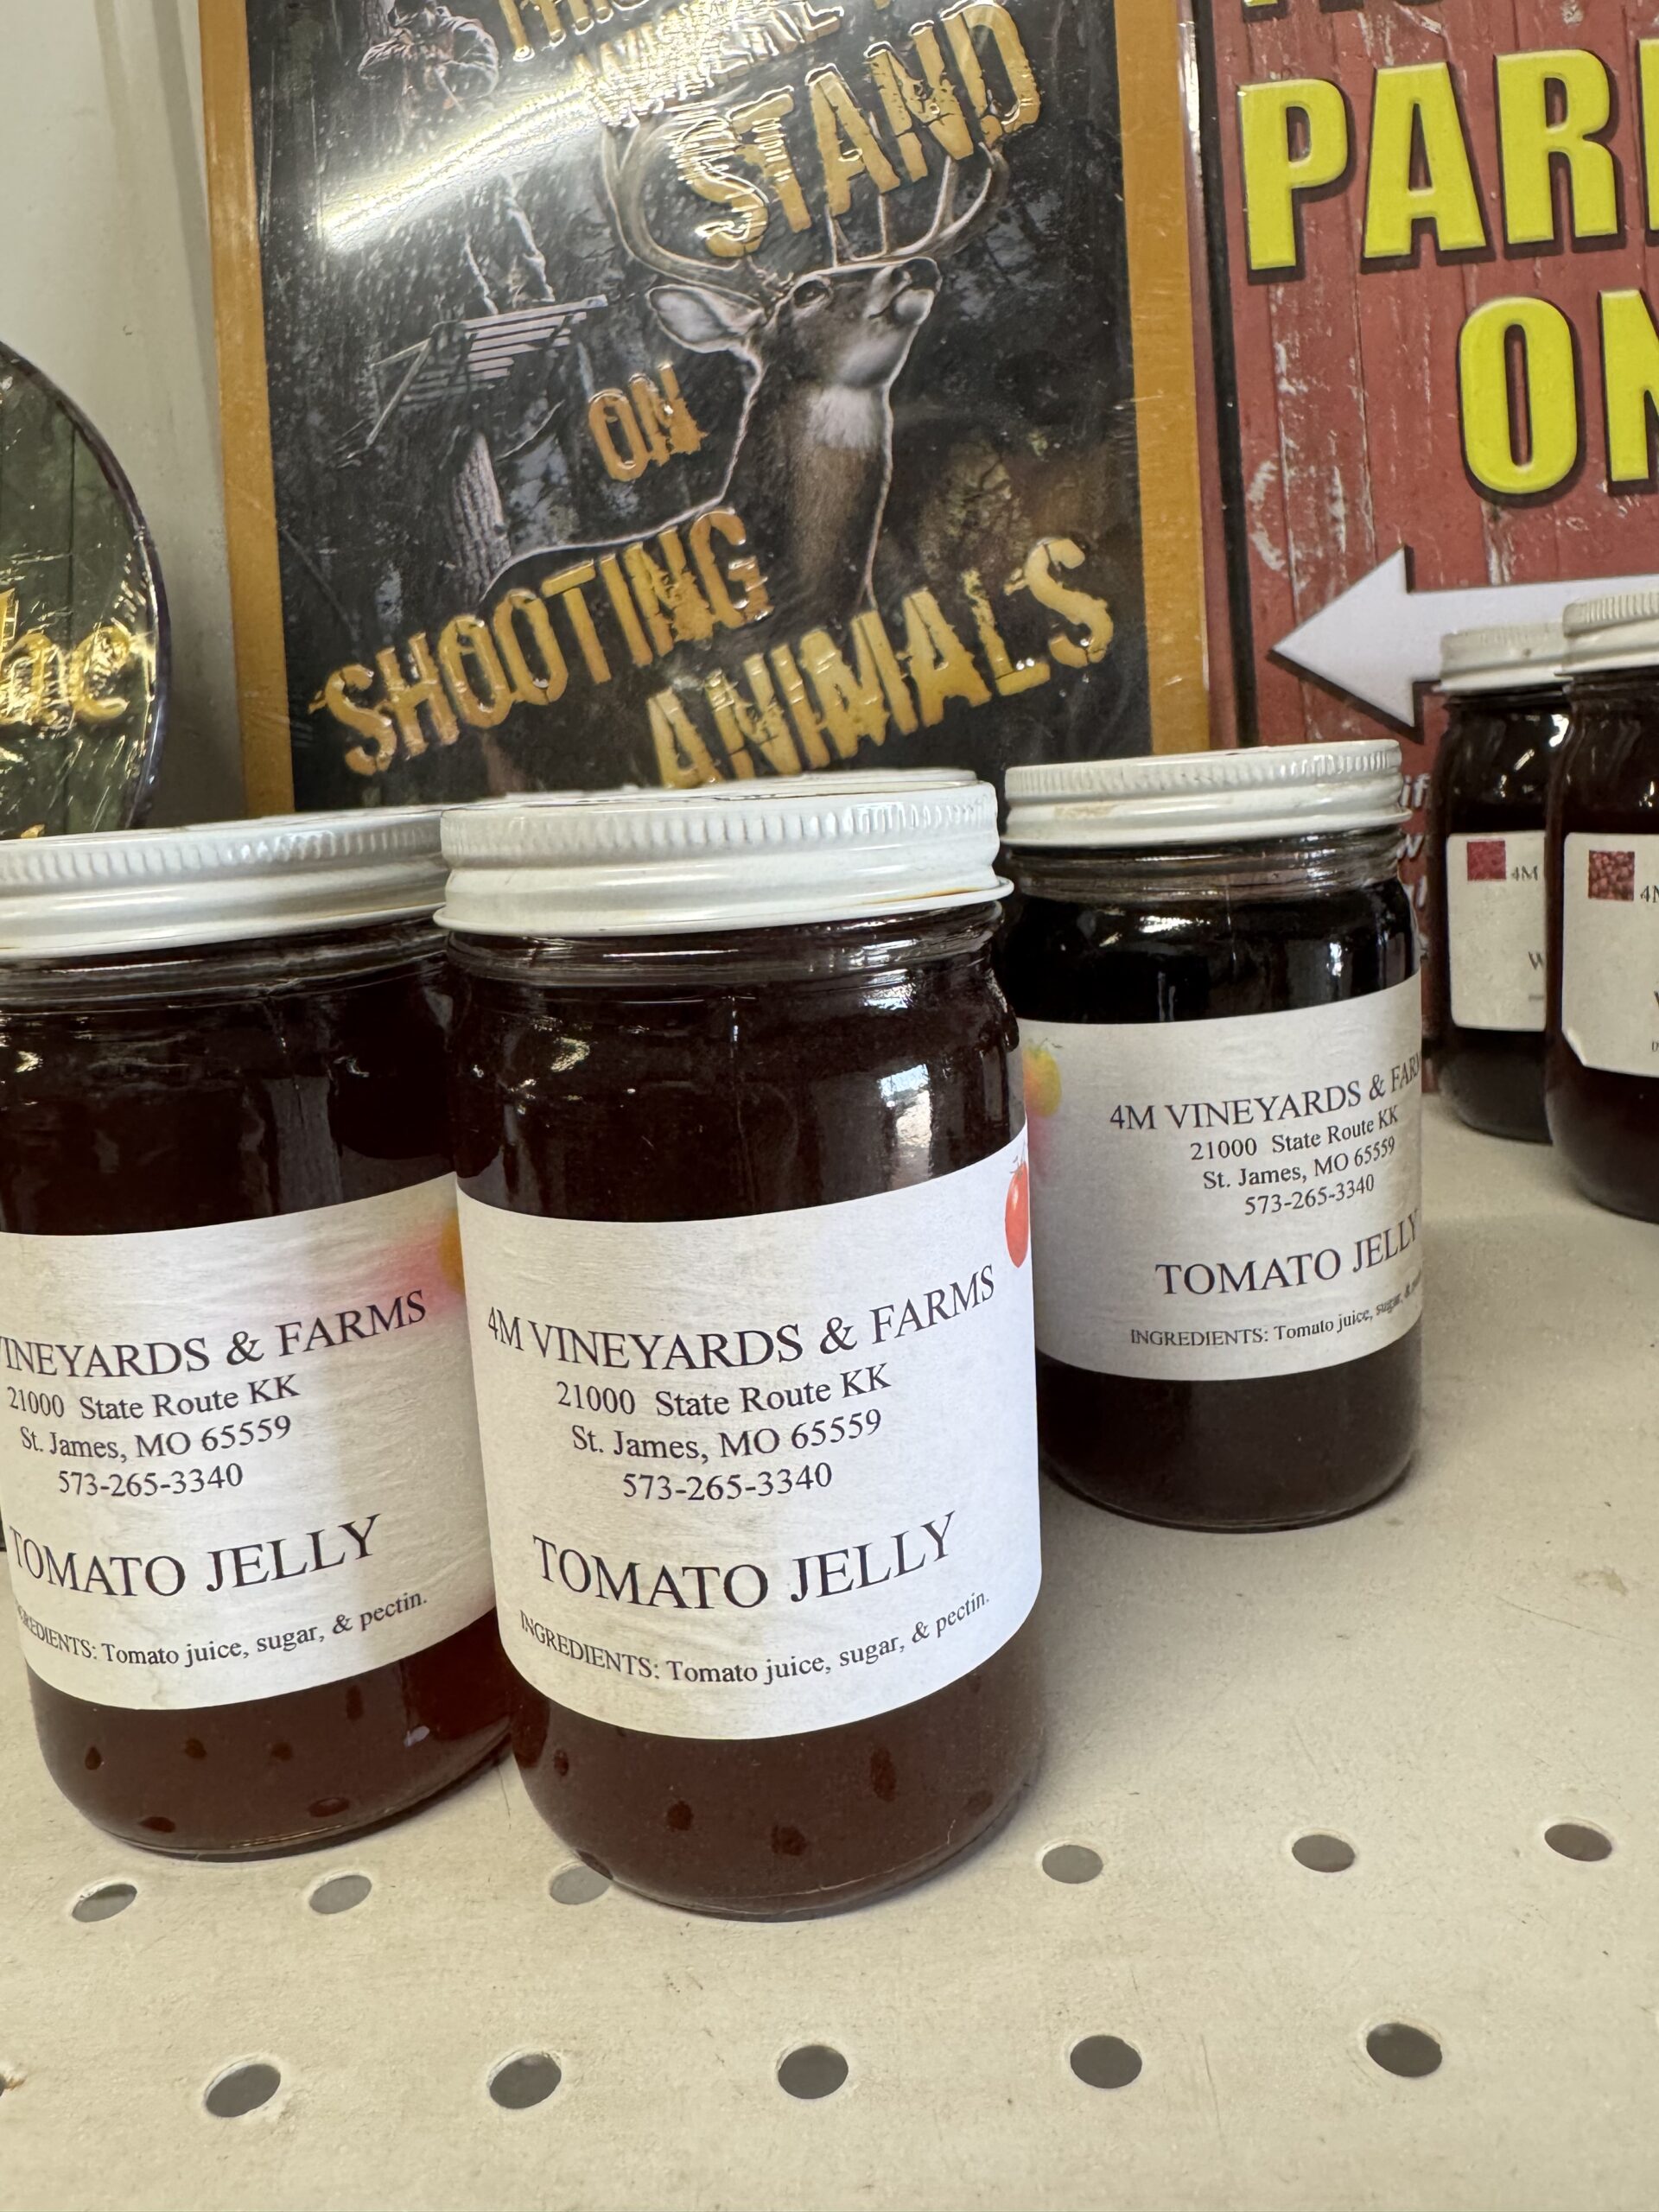 STAND
ON
SHOOTING
ANIMALS
PAR
ON
4M
4M
VINEYARDS & FARMS
21000 State Route KK
St. James, MO 65559
573-265-3340
TOMATO JELLY
INGREDIENTS: Tomato juice, sugar, & pectin.
4M VINEYARDS & FARMS
21000 State Route KK
St. James, MO 65559
573-265-3340
TOMATO JELLY
INGREDIENTS: Tomato juice, sugar, & pectin.
4M VINEYARDS & FARM
21000 State Route KK
St. James, MO 65559
573-265-3340
TOMATO JELLY
INGREDIENTS: Tomato juice, sugar, &